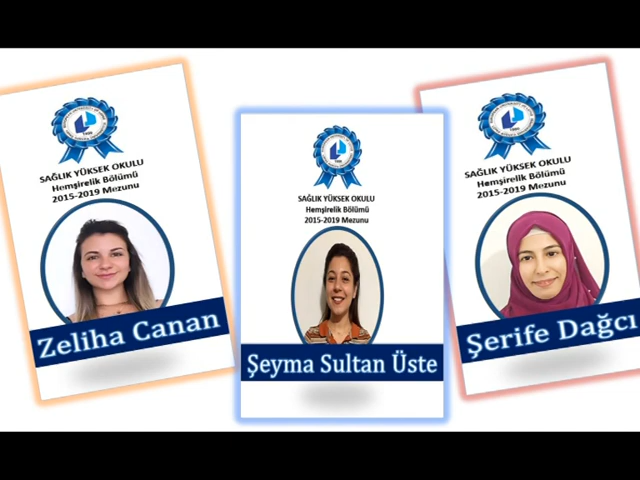 SAĞLIK YÜKSEK OKULU
Hemşirelik Bölümü
2015-2019 Mezunu
Zeliha Canan
SAĞLIK YÜKSEK OKULU
Hemşirelik Bölümü
2015-2019 Mezunu
Şeyma Sultan Üste
SAĞLIK YÜKSEK OKULU
Hemşirelik Bölümü
2015-2019 Mezunu
Şerife Dağcı